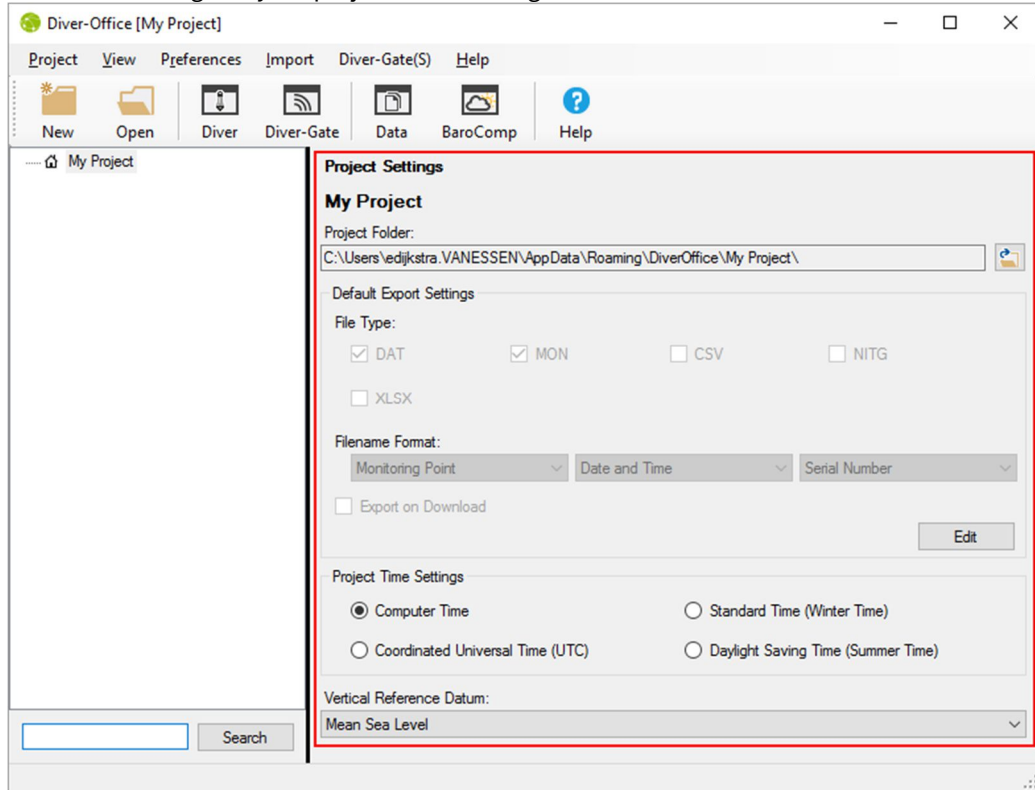 Diver-Office [My Project]
Project View Preferences Import Diver-Gate(S) Help
New Open Diver Diver-Gate Data BaroComp Help
My Project
Project Settings
My Project
Project Folder:
C:\Users\edijkstra.VANESSEN\AppData\Roaming\DiverOffice\My Project\
Default Export Settings
File Type:
DAT MON CSV NITG
XLSX
Filename Format:
Monitoring Point Date and Time Serial Number
Export on Download
Edit
Project Time Settings
Computer Time Standard Time (Winter Time)
Coordinated Universal Time (UTC) Daylight Saving Time (Summer Time)
Vertical Reference Datum:
Mean Sea Level
Search